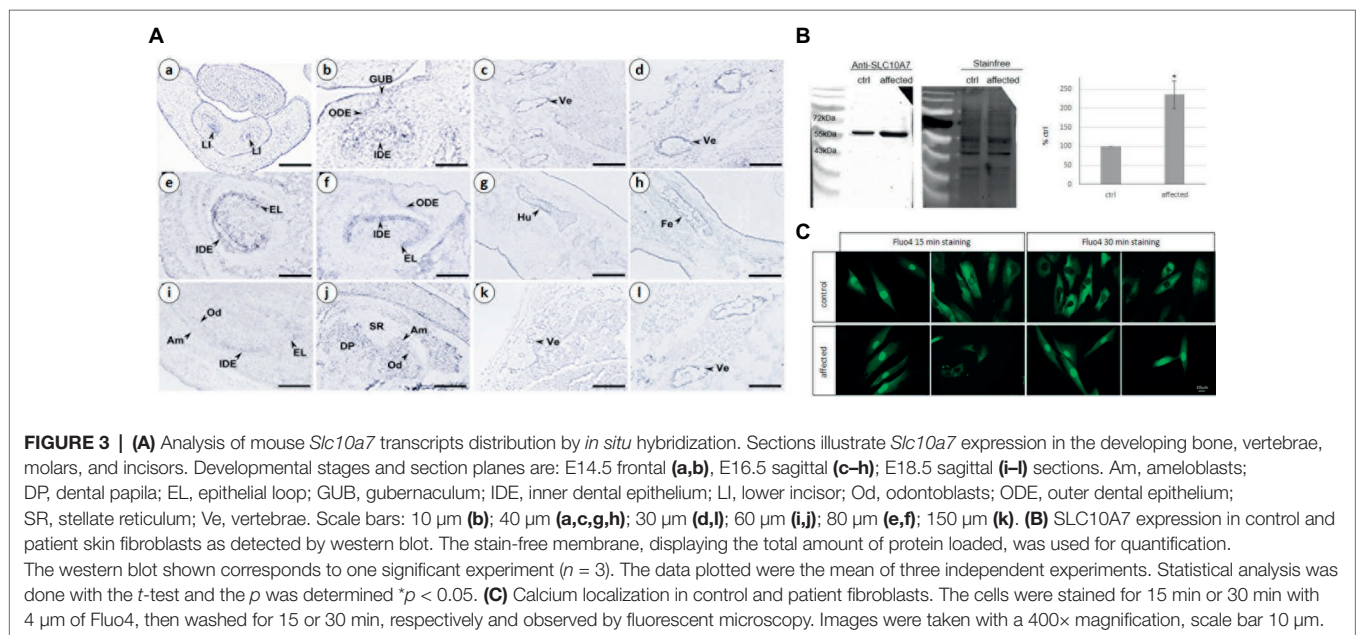 A
a
LI
LI
b
GUB
ODE
IDE
c
Ve
d
Ve
e
EL
IDE
f
ODE
IDE
EL
g
Hu
h
Fe
i
Od
Am
IDE
EL
j
SR
Am
DP
Od
k
Ve
l
Ve
B
Anti-SLC10A7 Stainfree
ctrl affected ctrl affected
72kDa
55kDa
43kDa
% ctrl
250
200
150
100
50
0
*
ctrl affected
C
Fluo4 15 min staining Fluo4 30 min staining
control
affected
10µm
FIGURE 3 | (A) Analysis of mouse Slc10a7 transcripts distribution by in situ hybridization. Sections illustrate Slc10a7 expression in the developing bone, vertebrae,
molars, and incisors. Developmental stages and section planes are: E14.5 frontal (a,b), E16.5 sagittal (c–h); E18.5 sagittal (i–l) sections. Am, ameloblasts;
DP, dental papila; EL, epithelial loop; GUB, gubernaculum; IDE, inner dental epithelium; LI, lower incisor; Od, odontoblasts; ODE, outer dental epithelium;
SR, stellate reticulum; Ve, vertebrae. Scale bars: 10 µm (b); 40 µm (a,c,g,h); 30 µm (d,l); 60 µm (i,j); 80 µm (e,f); 150 µm (k). (B) SLC10A7 expression in control and
patient skin fibroblasts as detected by western blot. The stain-free membrane, displaying the total amount of protein loaded, was used for quantification.
The western blot shown corresponds to one significant experiment (n = 3). The data plotted were the mean of three independent experiments. Statistical analysis was
done with the t-test and the p was determined *p < 0.05. (C) Calcium localization in control and patient fibroblasts. The cells were stained for 15 min or 30 min with
4 µm of Fluo4, then washed for 15 or 30 min, respectively and observed by fluorescent microscopy. Images were taken with a 400× magnification, scale bar 10 µm.